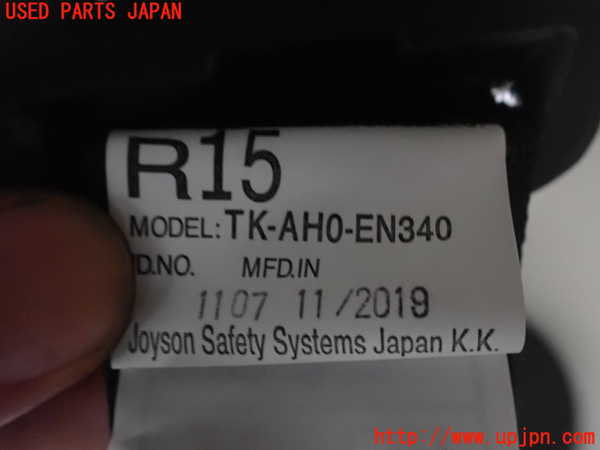 USED PARTS JAPAN
R15
MODEL: TK-AH0-EN340
D.NO. MFD.IN
1107 11/2019
Joyson Safety Systems Japan K.K.
http://www.upjpn.com/